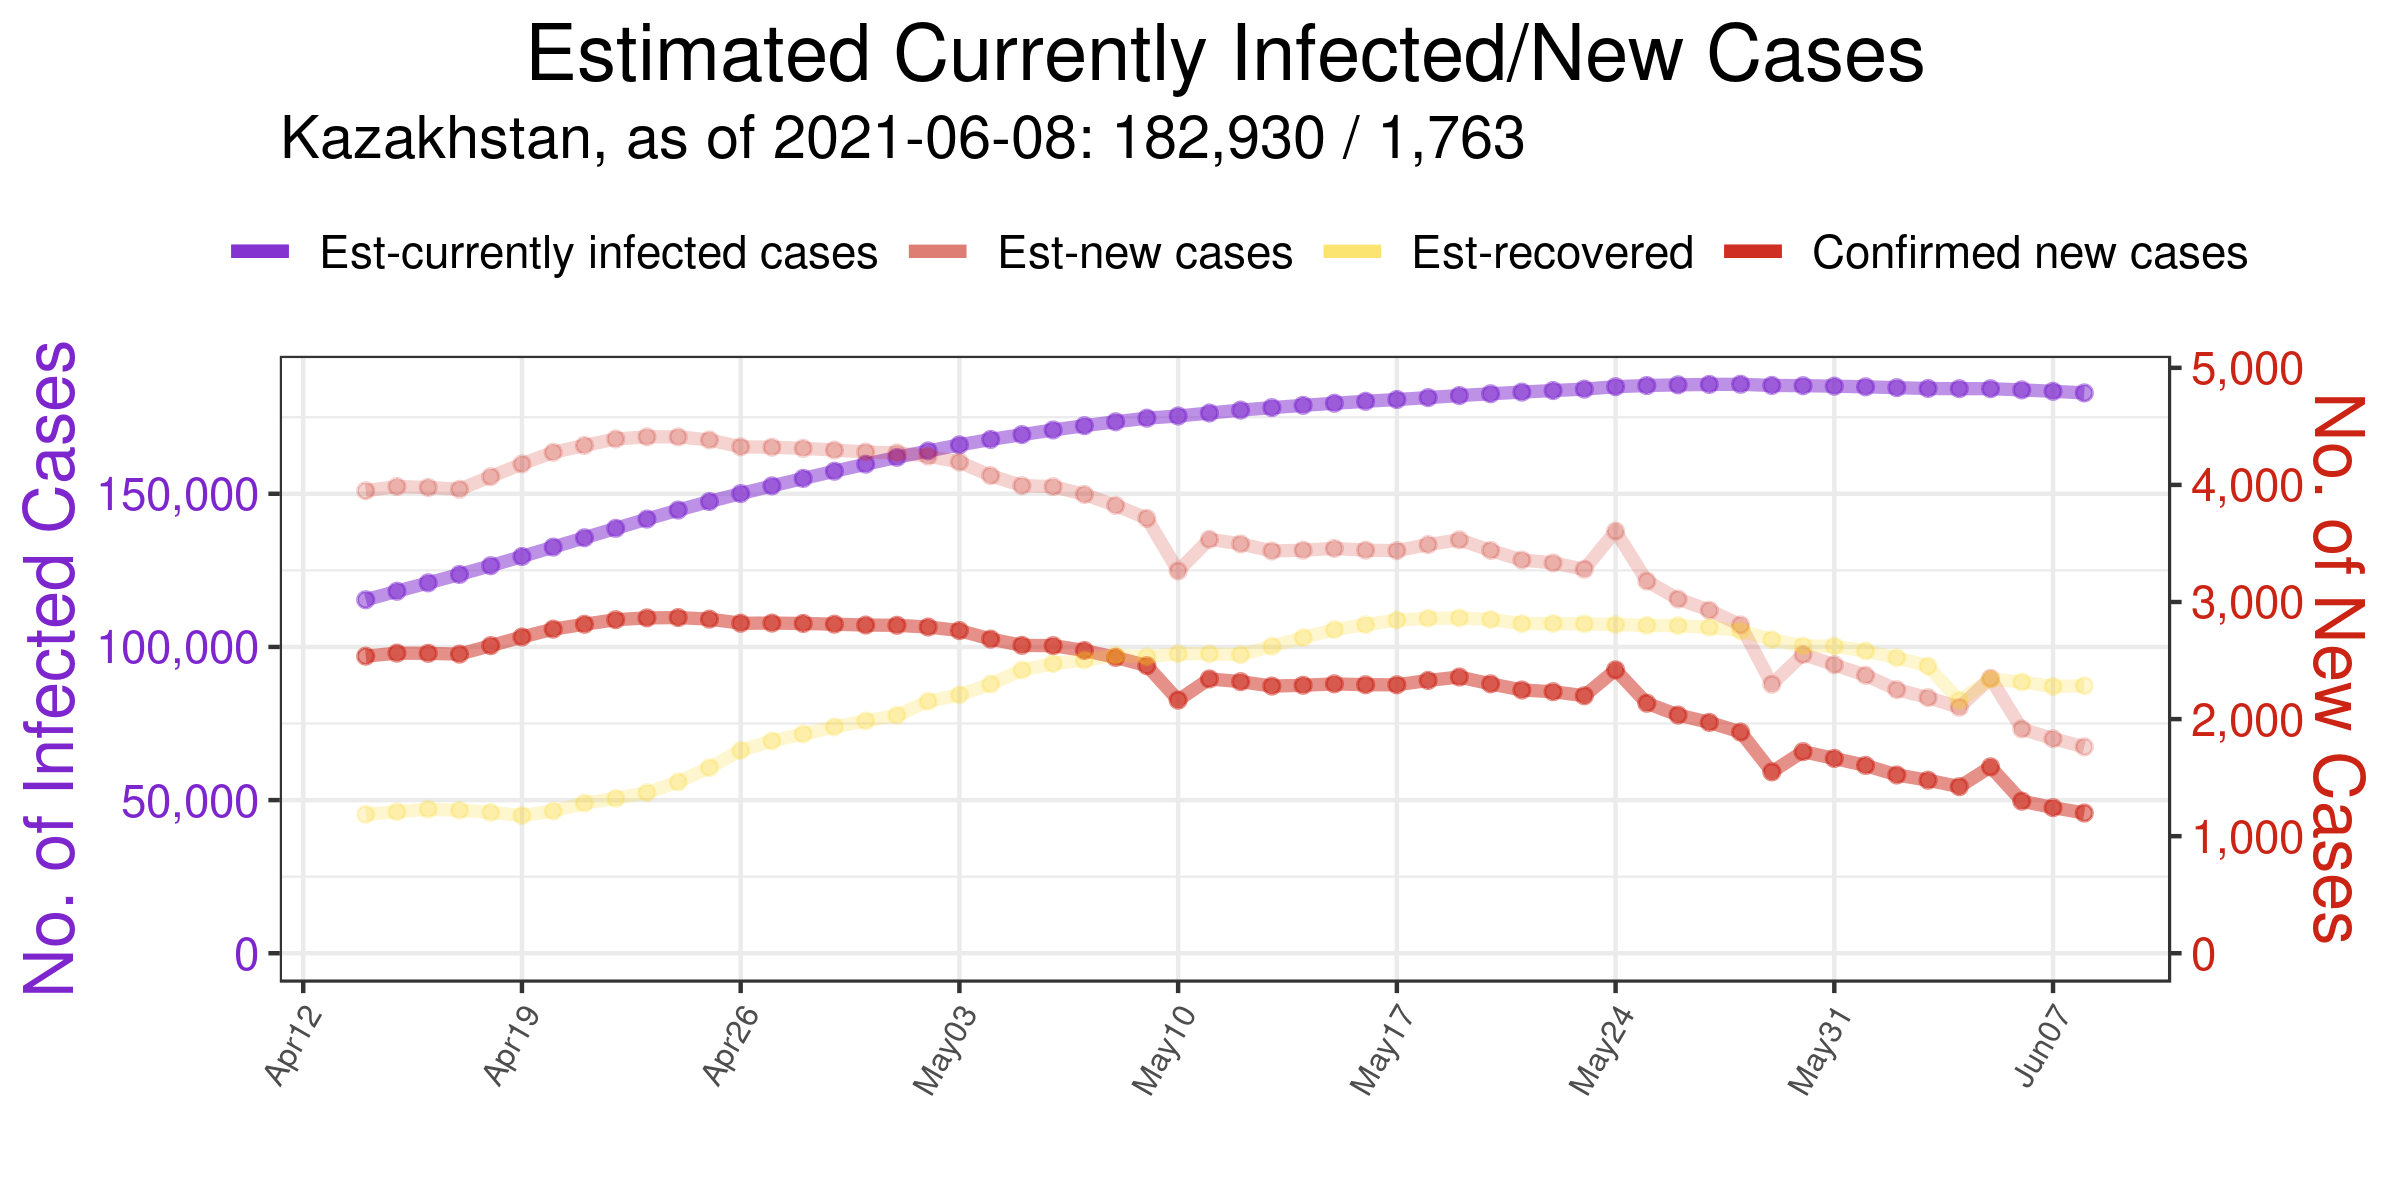 Estimated Currently Infected/New Cases
Kazakhstan, as of 2021-06-08: 182,930 / 1,763
Est-currently infected cases Est-new cases Est-recovered Confirmed new cases
No. of Infected Cases
150,000
100,000
50,000
0
5,000
4,000
3,000
2,000
1,000
0
No. of New Cases
Apr12 Apr19 Apr26 May03 May10 May17 May24 May31 Jun07